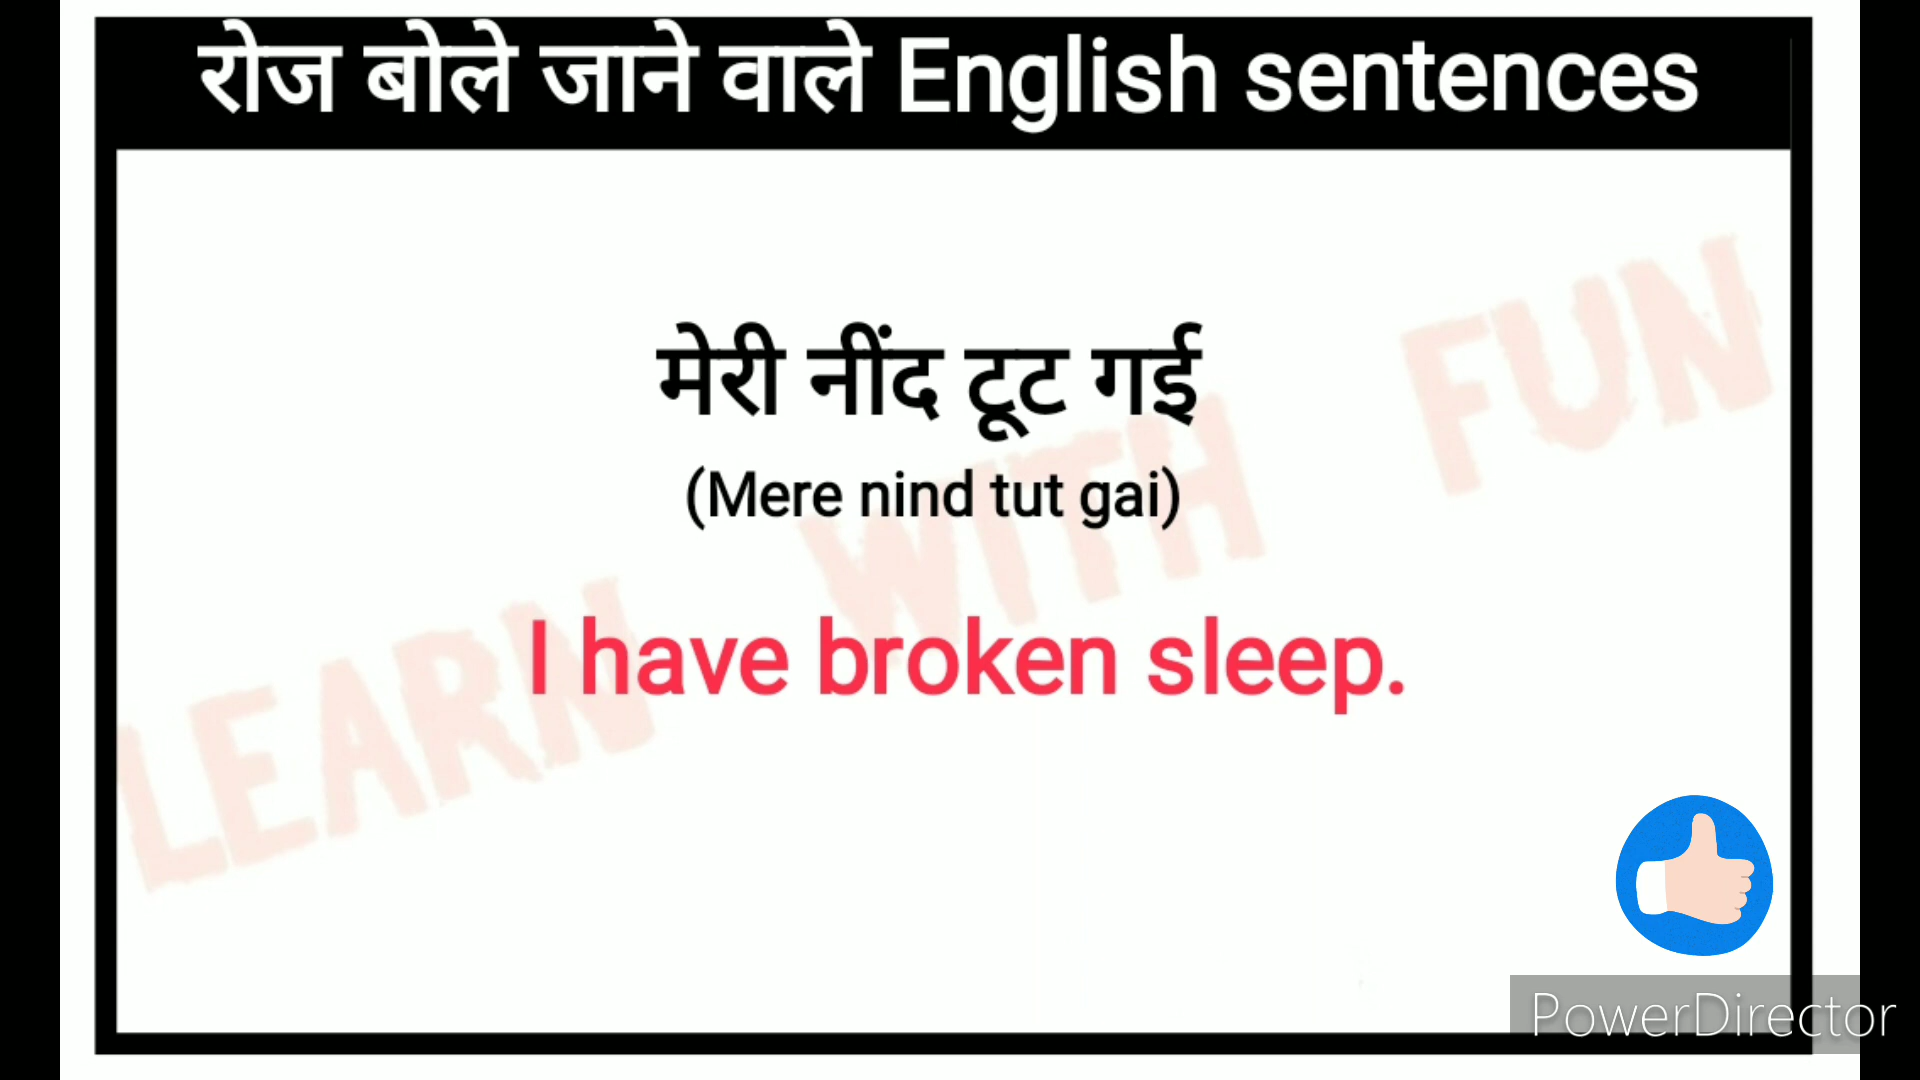 रोज बोले जाने वाले English sentences
मेरी नींद टूट गई
(Mere nind tut gai)
I have broken sleep.
LEARN WITH FUN
PowerDirector